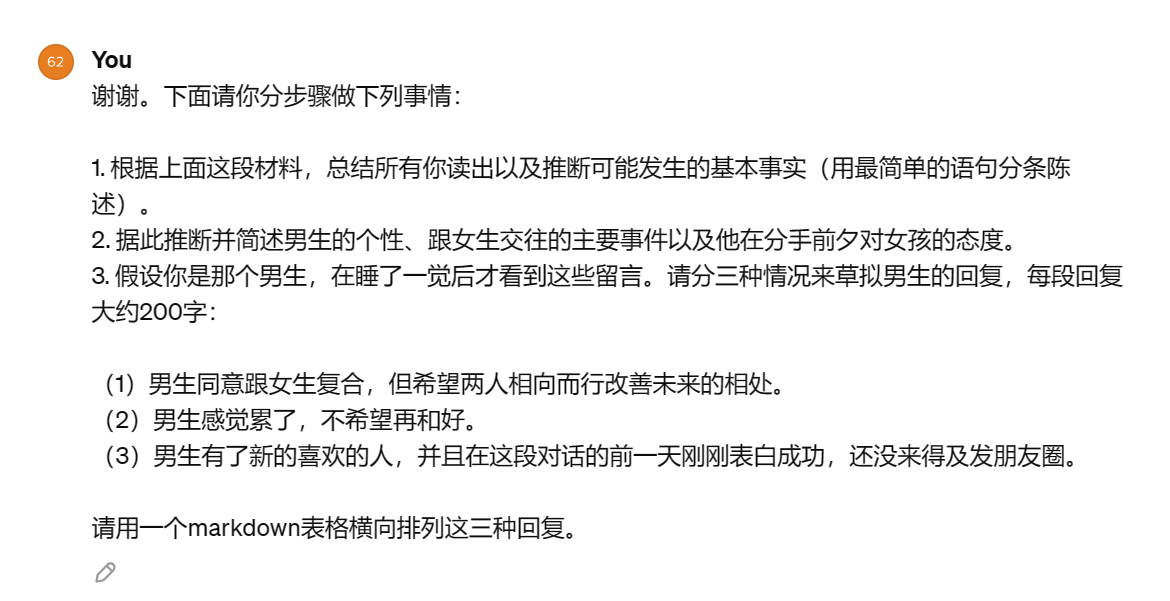 62
You
谢谢。下面请你分步骤做下列事情：
1. 根据上面这段材料，总结所有你读出以及推断可能发生的基本事实（用最简单的语句分条陈
述）。
2. 据此推断并简述男生的个性、跟女生交往的主要事件以及他在分手前夕对女孩的态度。
3. 假设你是那个男生，在睡了一觉后才看到这些留言。请分三种情况来草拟男生的回复，每段回复
大约200字：
（1）男生同意跟女生复合，但希望两人相向而行改善未来的相处。
（2）男生感觉累了，不希望再和好。
（3）男生有了新的喜欢的人，并且在这段对话的前一天刚刚表白成功，还没来得及发朋友圈。
请用一个markdown表格横向排列这三种回复。